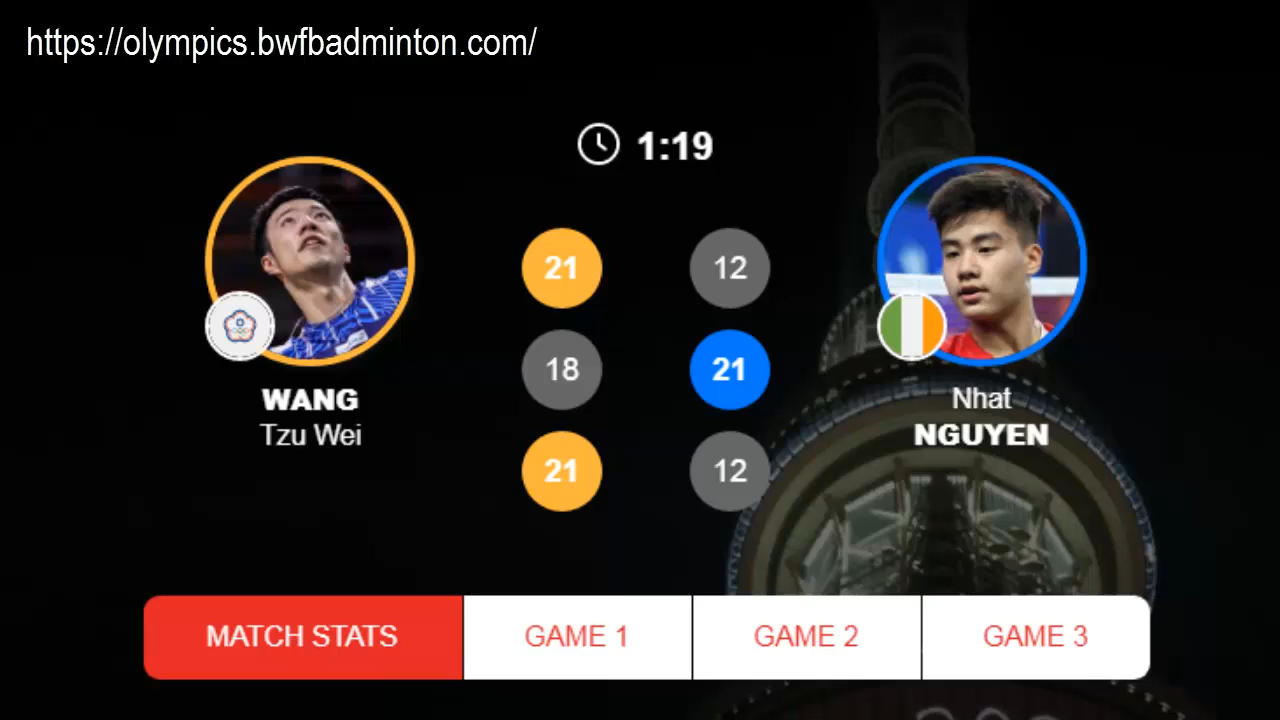 https://olympics.bwfbadminton.com/
1:19
21 12
18 21
21 12
WANG
Tzu Wei
Nhat
NGUYEN
MATCH STATS GAME 1 GAME 2 GAME 3